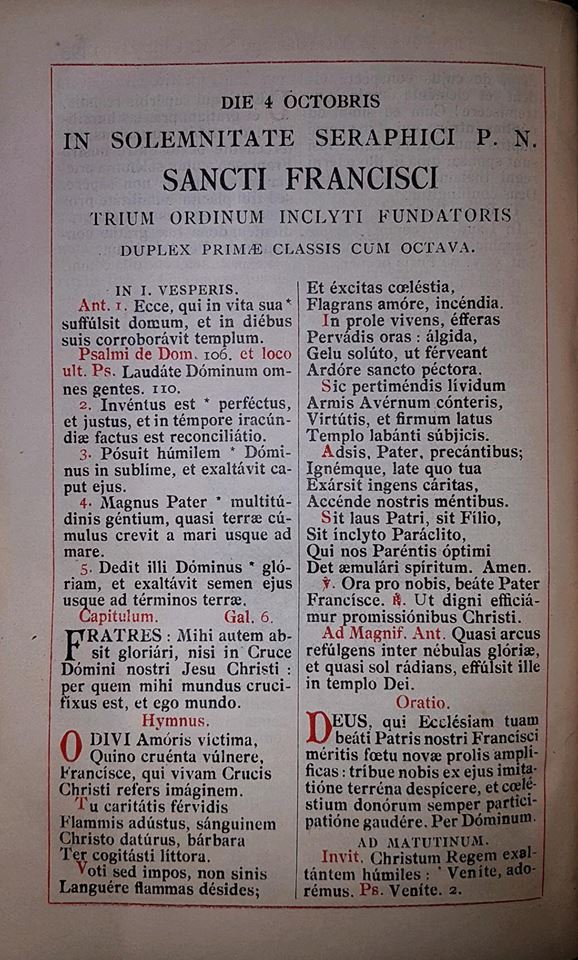 DIE 4 OCTOBRIS
IN SOLEMNITATE SERAPHICI P. N.
SANCTI FRANCISCI
TRIUM ORDINUM INCLYTI FUNDATORIS
DUPLEX PRIMÆ CLASSIS CUM OCTAVA.
IN I. VESPERIS.
Ant. 1. Ecce, qui in vita sua *
suffúlsit domum, et in diébus
suis corroborávit templum.
Psalmi de Dom. 106. et loco
ult. Ps. Laudáte Dóminum om-
nes gentes. 110.
2. Invéntus est * perféctus,
et justus, et in témpore iracún-
diæ factus est reconciliátio.
3. Pósuit húmilem * Dómi-
nus in sublíme, et exaltávit ca-
put ejus.
4. Magnus Pater * multitú-
dinis géntium, quasi terræ cú-
mulus crevit a mari usque ad
mare.
5. Dedit illi Dóminus * gló-
riam, et exaltávit semen ejus
usque ad términos terræ.
Capitulum. Gal. 6.
FRATRES : Mihi autem ab-
sit gloriári, nisi in Cruce
Dómini nostri Jesu Christi :
per quem mihi mundus cruci-
fixus est, et ego mundo.
Hymnus.
O DIVI Amóris víctima,
Quino cruénta vúlnere,
Francísce, qui vivam Crucis
Christi refers imáginem.
Tu caritátis férvidis
Flammis adústus, sánguinem
Christo datúrus, bárbara
Ter cogitásti líttora.
Voti sed impos, non sinis
Languére flammas désides;
Et éxcitas cœléstia,
Flagrans amóre, incéndia.
In prole vivens, éfferas
Pervádis oras : álgida,
Gelu solúto, ut férveant
Ardóre sancto péctora.
Sic pertiméndis lívidum
Armis Avérnum cónteris,
Virtútis, et firmum latus
Templo labánti súbjicis.
Adsis, Pater, precántibus;
Ignémque, late quo tua
Exársit ingens cáritas,
Accénde nostris méntibus.
Sit laus Patri, sit Fílio,
Sit ínclyto Paráclito,
Qui nos Paréntis óptimi
Det æmulári spíritum. Amen.
℣. Ora pro nobis, beáte Pater
Francísce. ℟. Ut digni efficiá-
mur promissiónibus Christi.
Ad Magnif. Ant. Quasi arcus
refúlgens inter nébulas glóriæ,
et quasi sol rádians, effúlsit ille
in templo Dei.
Oratio.
DEUS, qui Ecclésiam tuam
beáti Patris nostri Francísci
méritis fœtu novæ prolis ampli-
fícas : tríbue nobis ex ejus imita-
tióne terréna despícere, et cœlé-
stium donórum semper partici-
patióne gaudére. Per Dóminum.
AD MATUTINUM.
Invit. Christum Regem exal-
tántem húmiles : * Veníte, ado-
rémus. Ps. Veníte. 2.